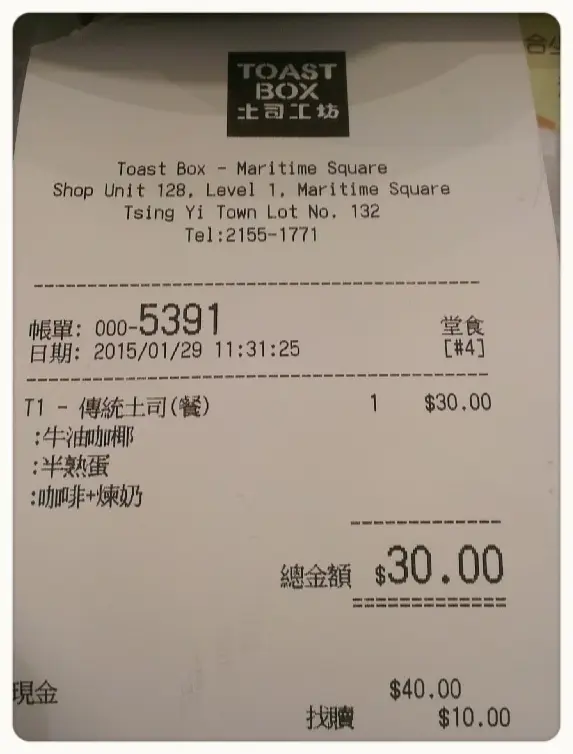 TOAST
BOX
土司工坊
Toast Box - Maritime Square
Shop Unit 128, Level 1, Maritime Square
Tsing Yi Town Lot No. 132
Tel:2155-1771
帳單: 000-5391 堂食
日期: 2015/01/29 11:31:25 [#4]
T1 - 傳統土司(餐) 1 $30.00
:牛油咖椰
:半熟蛋
:咖啡+煉奶
總金額 $30.00
現金 $40.00
找贖 $10.00